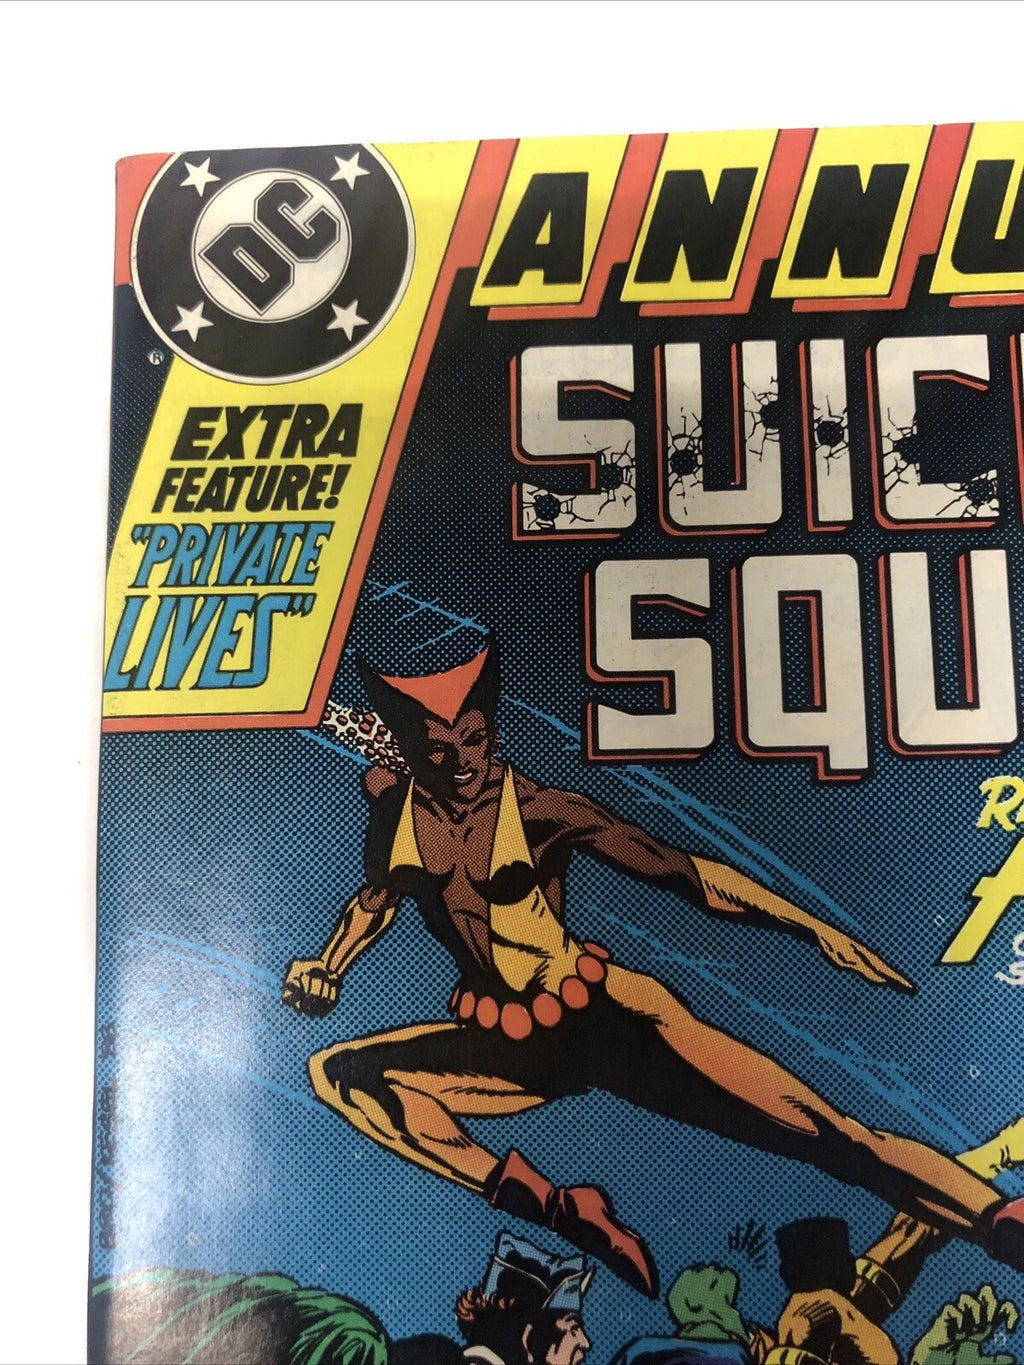 DC
ANNU
®
EXTRA
FEATURE!
"PRIVATE
LIVES"
SUIC
SQU